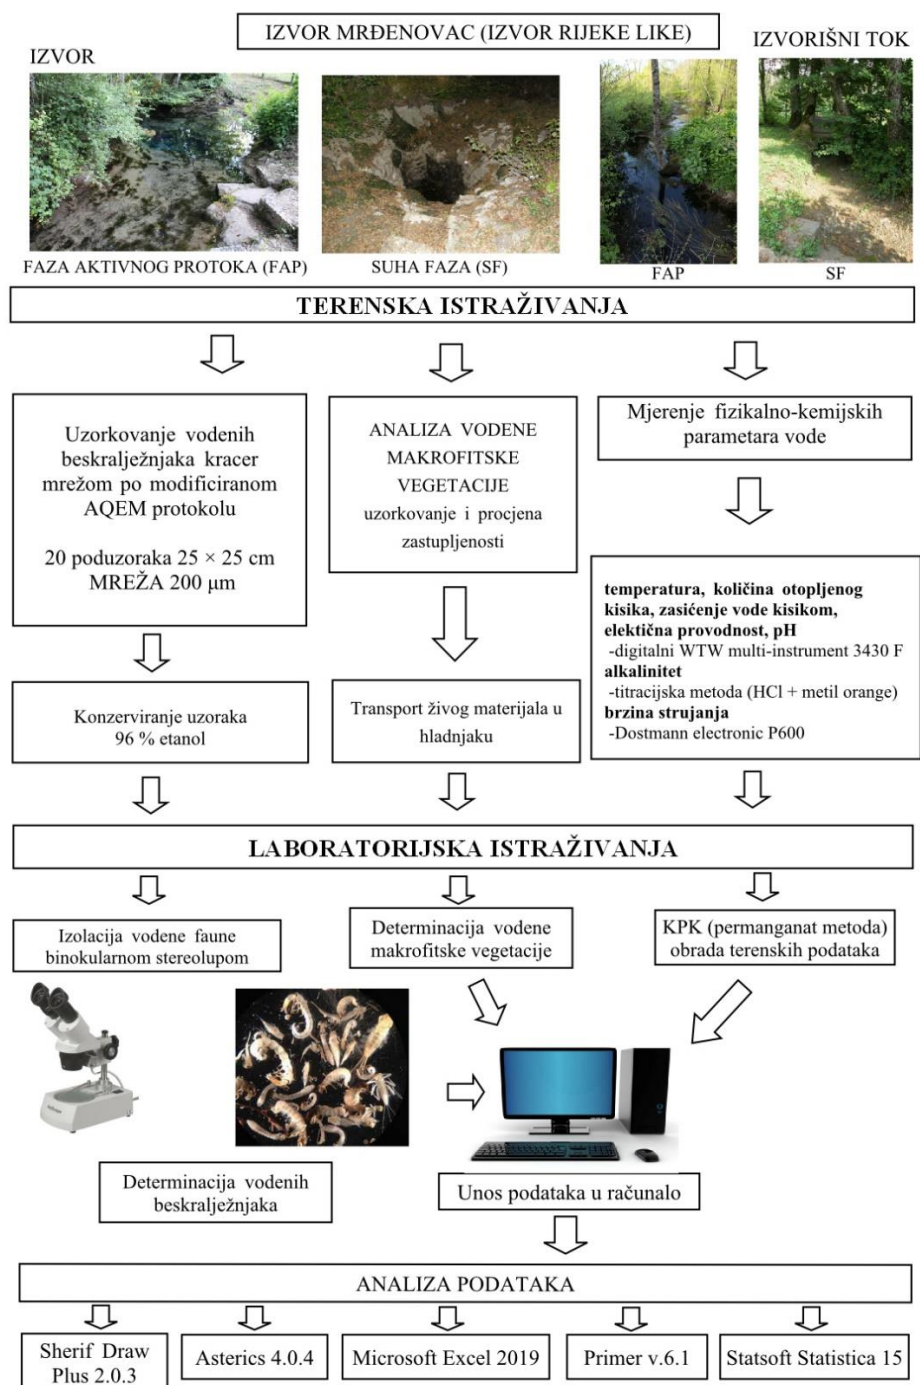 IZVOR MRĐENOVAC (IZVOR RIJEKE LIKE)
IZVOR
IZVORIŠNI TOK
FAZA AKTIVNOG PROTOKA (FAP)
SUHA FAZA (SF)
FAP
SF
TERENSKA ISTRAŽIVANJA
Uzorkovanje vodenih
beskralježnjaka kracer
mrežom po modificiranom
AQEM protokolu
20 poduzoraka 25 × 25 cm
MREŽA 200 μm
ANALIZA VODENE
MAKROFITSKE
VEGETACIJE
uzorkovanje i procjena
zastupljenosti
Mjerenje fizikalno-kemijskih
parametara vode
temperatura, količina otopljenog
kisika, zasićenje vode kisikom,
elektična provodnost, pH
-digitalni WTW multi-instrument 3430 F
alkalinitet
-titracijska metoda (HCl + metil orange)
brzina strujanja
-Dostmann electronic P600
Konzerviranje uzoraka
96 % etanol
Transport živog materijala u
hladnjaku
LABORATORIJSKA ISTRAŽIVANJA
Izolacija vodene faune
binokularnom stereolupom
Determinacija vodene
makrofitske vegetacije
KPK (permanganat metoda)
obrada terenskih podataka
Determinacija vodenih
beskralježnjaka
Unos podataka u računalo
ANALIZA PODATAKA
Sherif Draw
Plus 2.0.3
Asterics 4.0.4
Microsoft Excel 2019
Primer v.6.1
Statsoft Statistica 15